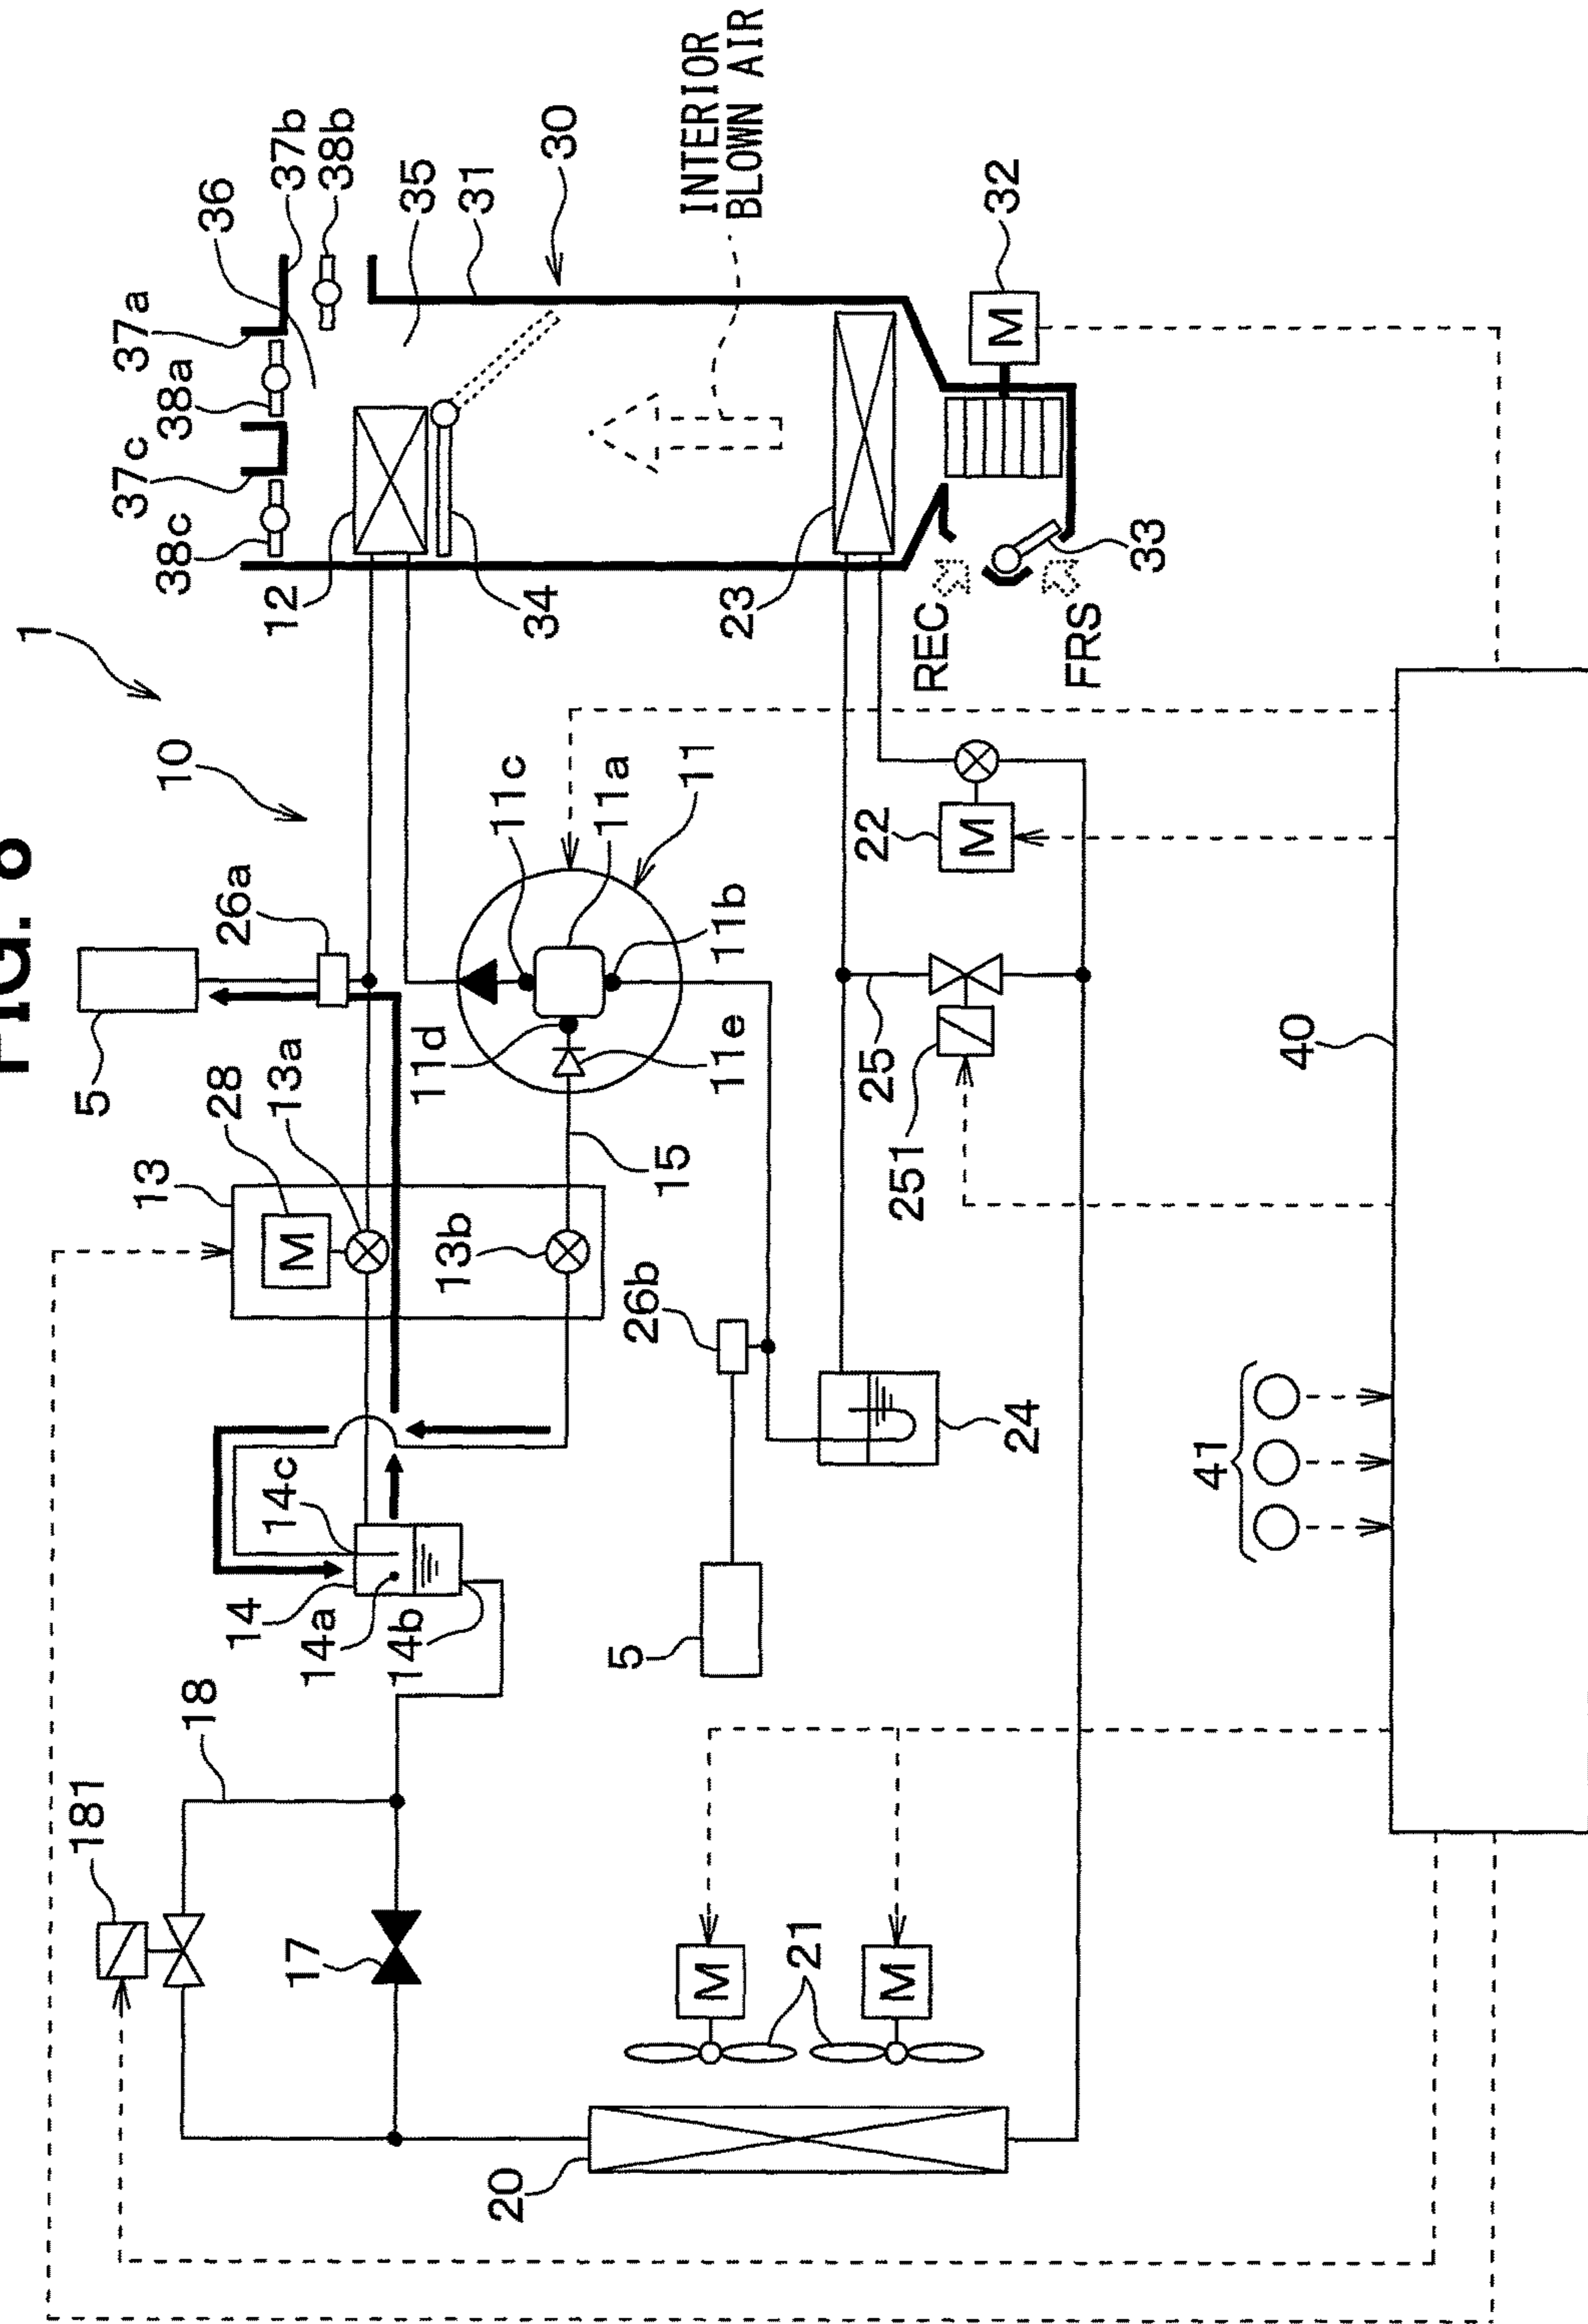 FIG. 8
1
10
5
26a
28
13
13a
13b
M
18
181
17
14
14a
14b
14c
15
11
11a
11b
11c
11d
11e
26b
5
24
25
251
22
M
12
34
23
REC
FRS
33
32
M
30
31
35
36
37a
37b
37c
38a
38b
38c
INTERIOR
BLOWN AIR
20
21
M
M
40
41